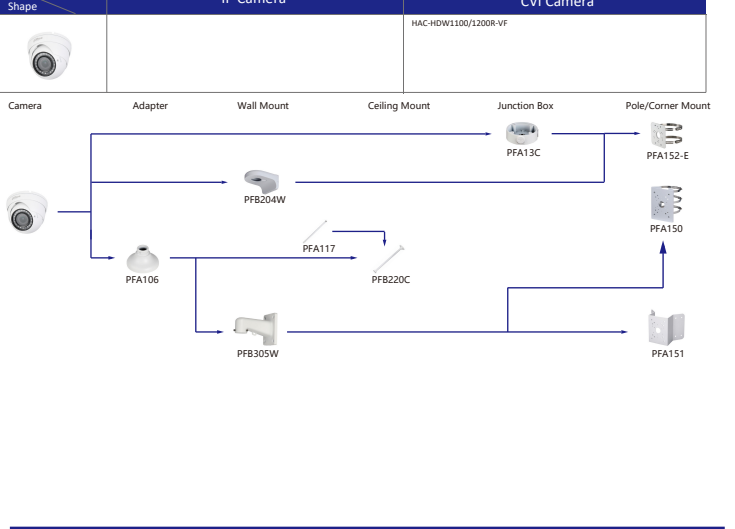 Shape
IP Camera
CVI Camera
HAC-HDW1100/1200R-VF
Camera
Adapter
Wall Mount
Ceiling Mount
Junction Box
Pole/Corner Mount
PFA13C
PFA152-E
PFB204W
PFA150
PFA117
PFA106
PFB220C
PFB305W
PFA151